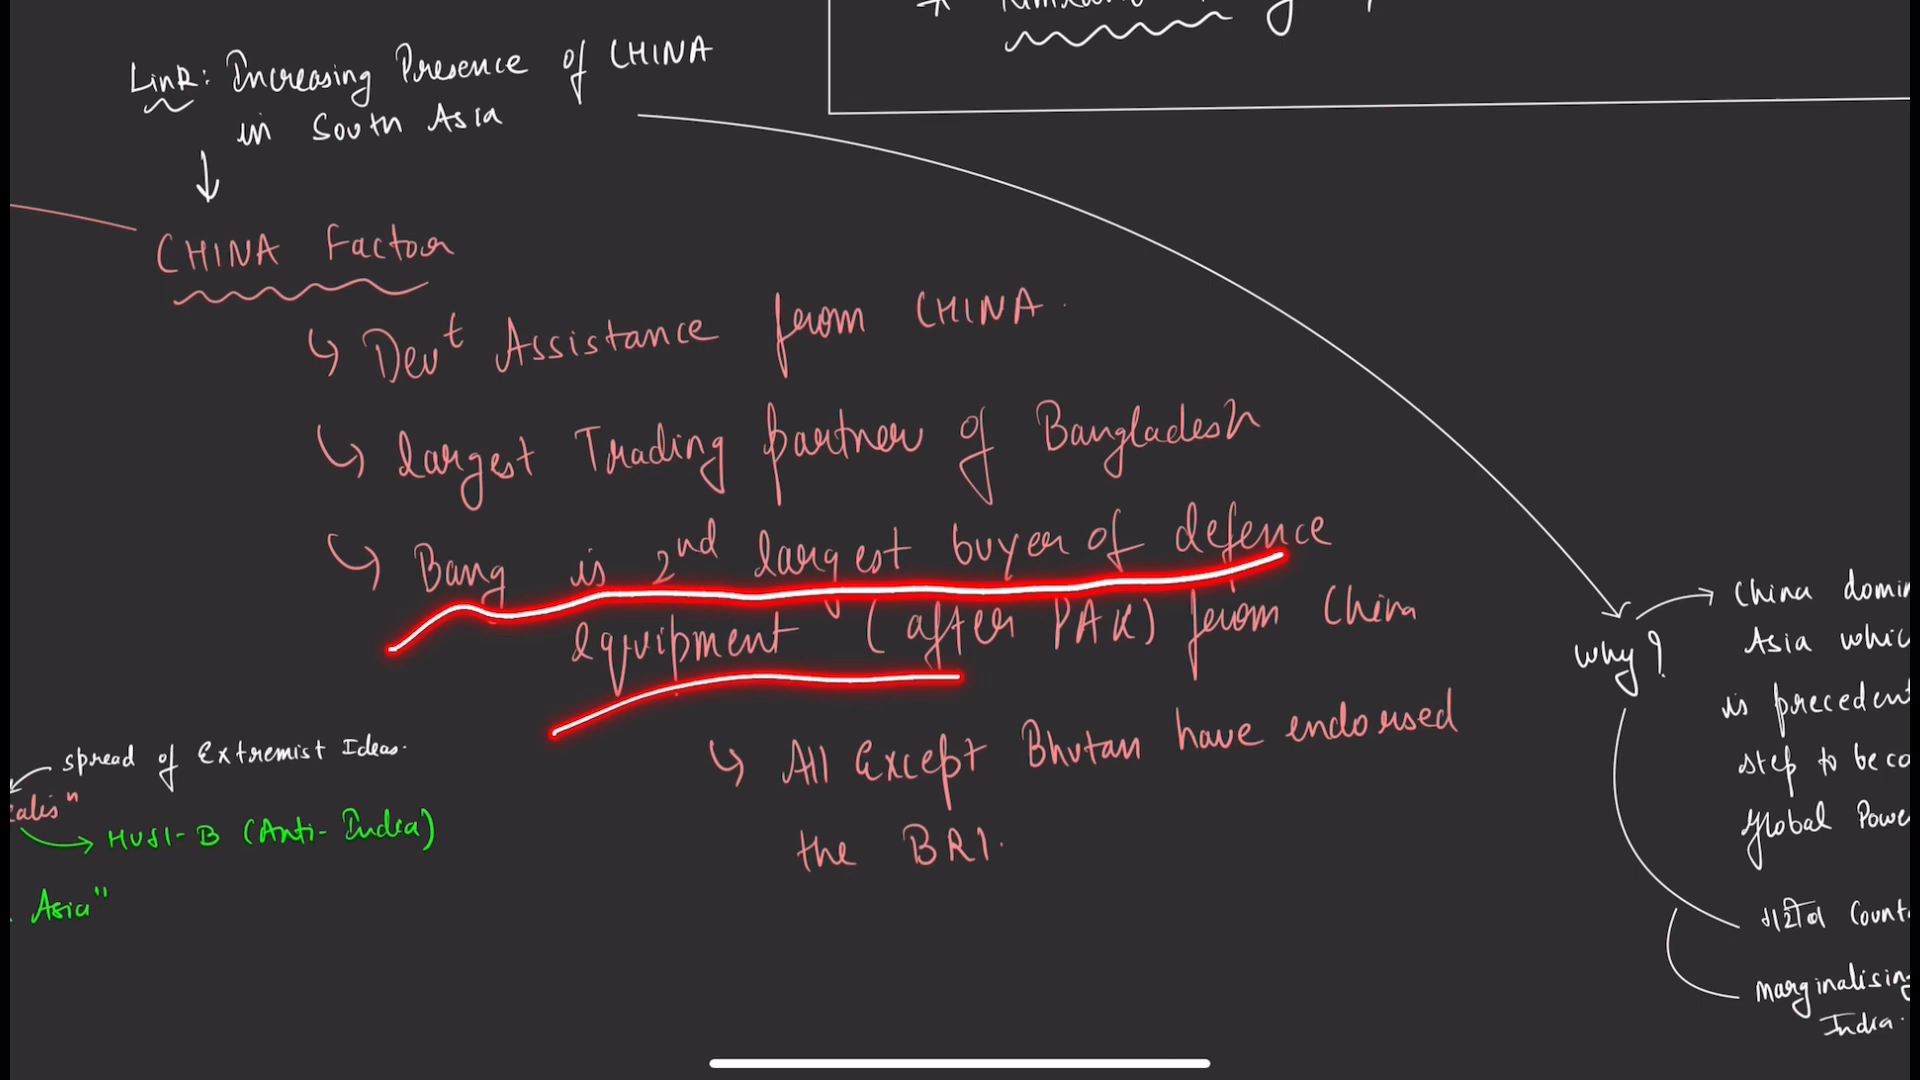 Link: Increasing Presence of CHINA
in South Asia
CHINA Factor
Devt Assistance from CHINA.
largest Trading partner of Bangladesh
Bang is 2nd largest buyer of defence
equipment (after PAK) from China
All Except Bhutan have endorsed
the BRI.
spread of Extremist Ideas.
HUJI-B (Anti-India)
Asia"
Why?
China domin
Asia whic
is precedent
step to beco
Global Powe
गरीब Count
marginalising
India.